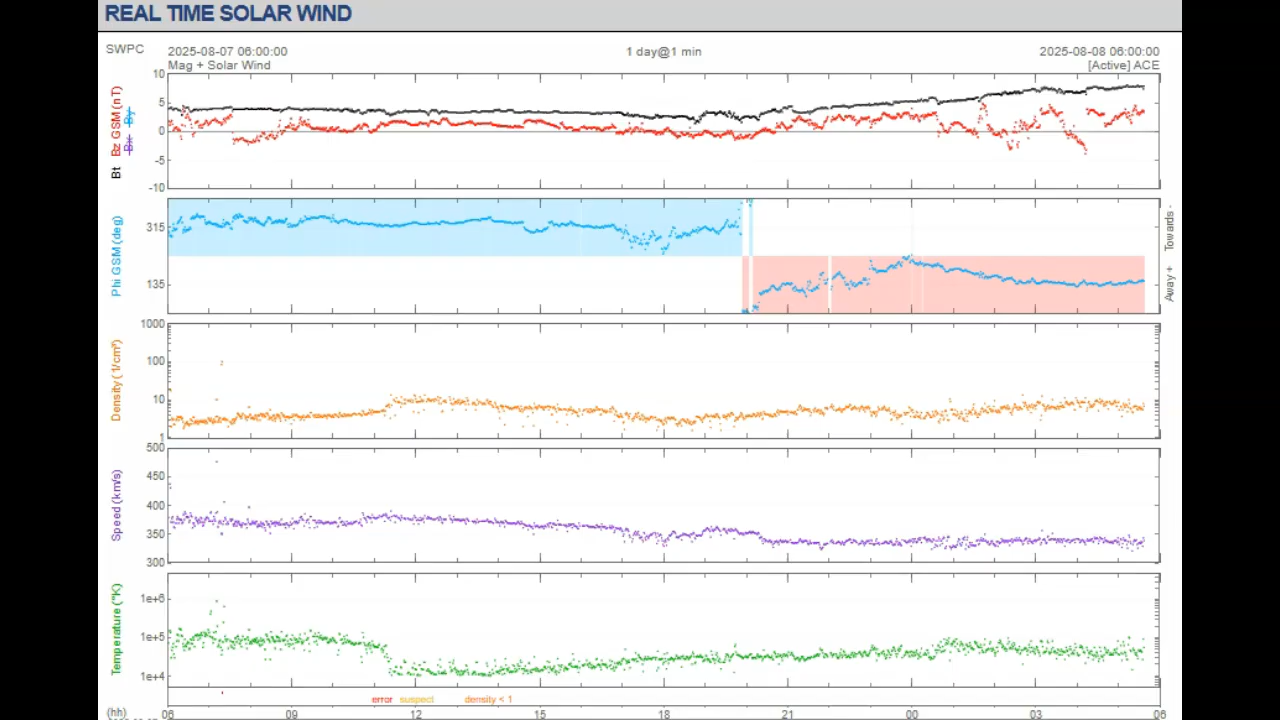 REAL TIME SOLAR WIND
SWPC
2025-08-07 06:00:00
1 day@1 min
2025-08-08 06:00:00
Mag + Solar Wind
[Active] ACE
Bt Bz GSM (nT)
Bx By
10
5
0
-5
-10
Phi GSM (deg)
315
135
Towards -
Away +
Density (1/cm³)
1000
100
10
1
Speed (km/s)
500
450
400
350
300
Temperature (°K)
1e+6
1e+5
1e+4
error suspect density < 1
(hh)
06 09 12 15 18 21 00 03 06